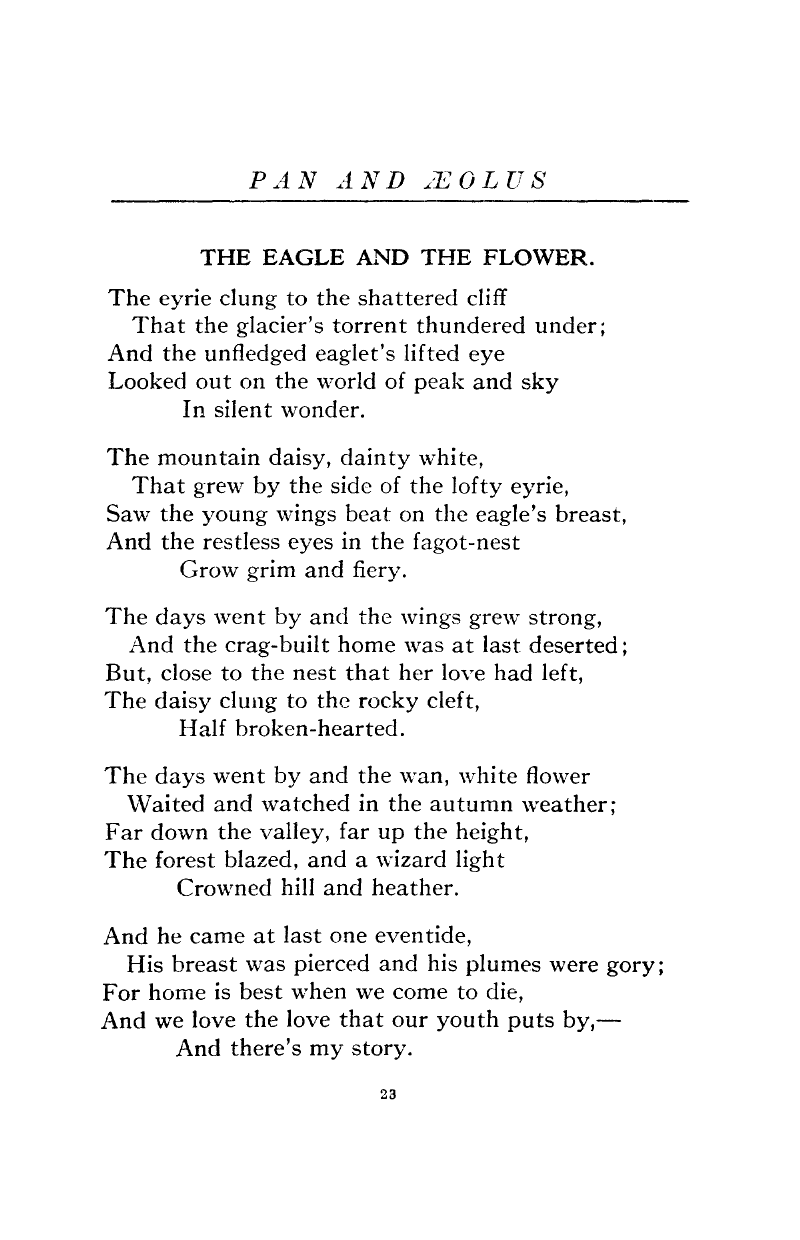 PAN AND ÆOLUS
THE EAGLE AND THE FLOWER.
The eyrie clung to the shattered cliff
That the glacier's torrent thundered under;
And the unfledged eaglet's lifted eye
Looked out on the world of peak and sky
In silent wonder.
The mountain daisy, dainty white,
That grew by the side of the lofty eyrie,
Saw the young wings beat on the eagle's breast,
And the restless eyes in the fagot-nest
Grow grim and fiery.
The days went by and the wings grew strong,
And the crag-built home was at last deserted;
But, close to the nest that her love had left,
The daisy clung to the rocky cleft,
Half broken-hearted.
The days went by and the wan, white flower
Waited and watched in the autumn weather;
Far down the valley, far up the height,
The forest blazed, and a wizard light
Crowned hill and heather.
And he came at last one eventide,
His breast was pierced and his plumes were gory;
For home is best when we come to die,
And we love the love that our youth puts by,—
And there's my story.
23